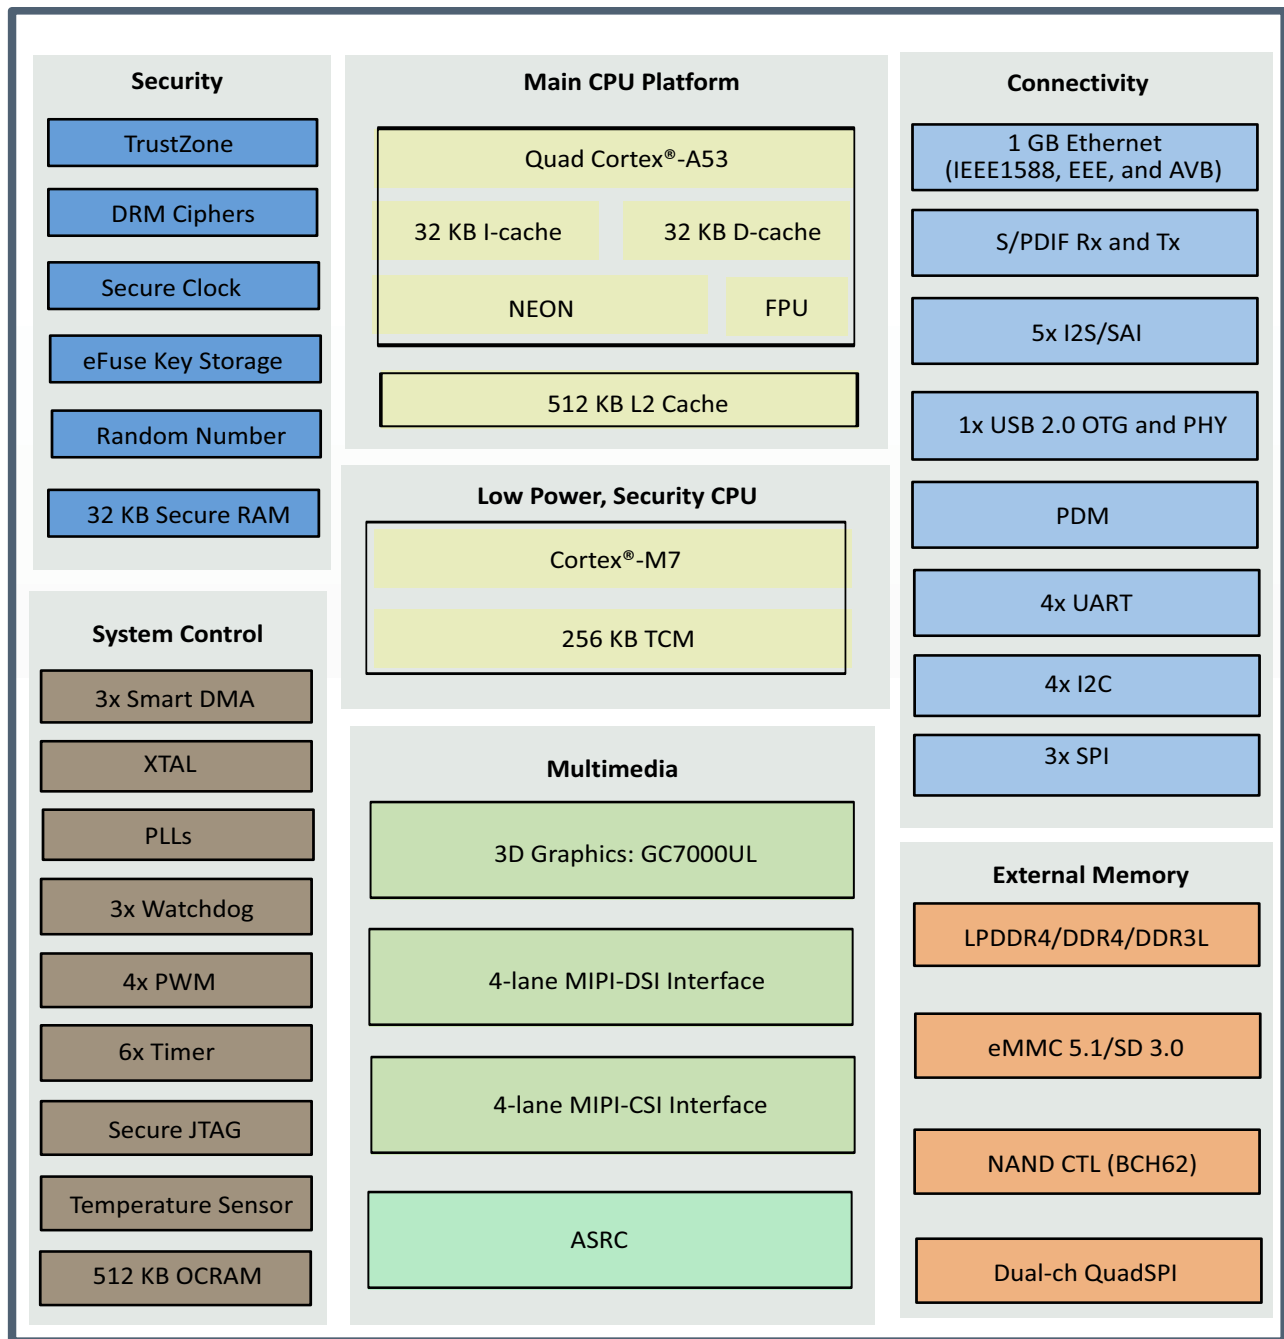 Security
TrustZone
DRM Ciphers
Secure Clock
eFuse Key Storage
Random Number
32 KB Secure RAM
System Control
3x Smart DMA
XTAL
PLLs
3x Watchdog
4x PWM
6x Timer
Secure JTAG
Temperature Sensor
512 KB OCRAM
Main CPU Platform
Quad Cortex®-A53
32 KB I-cache
32 KB D-cache
NEON
FPU
512 KB L2 Cache
Low Power, Security CPU
Cortex®-M7
256 KB TCM
Multimedia
3D Graphics: GC7000UL
4-lane MIPI-DSI Interface
4-lane MIPI-CSI Interface
ASRC
Connectivity
1 GB Ethernet
(IEEE1588, EEE, and AVB)
S/PDIF Rx and Tx
5x I2S/SAI
1x USB 2.0 OTG and PHY
PDM
4x UART
4x I2C
3x SPI
External Memory
LPDDR4/DDR4/DDR3L
eMMC 5.1/SD 3.0
NAND CTL (BCH62)
Dual-ch QuadSPI